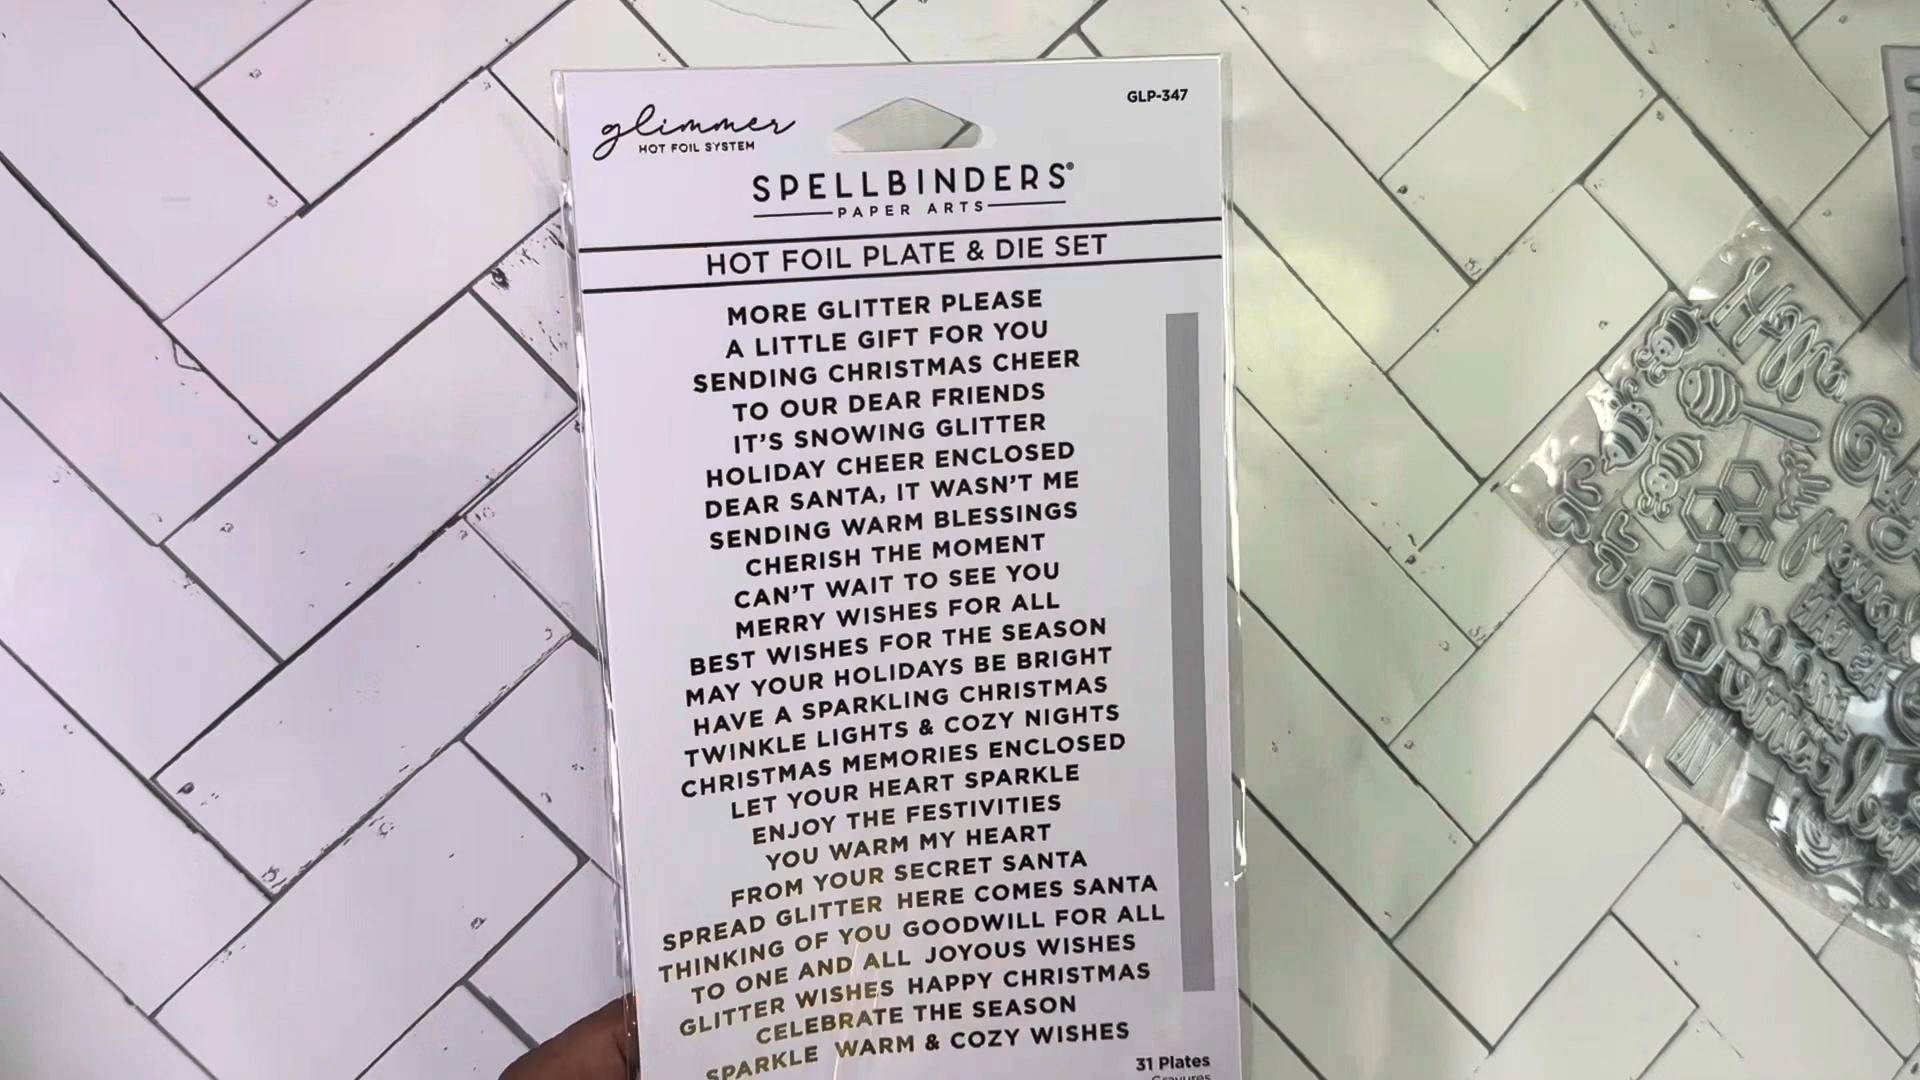 glimmer
HOT FOIL SYSTEM
GLP-347
SPELLBINDERS®
PAPER ARTS
HOT FOIL PLATE & DIE SET
MORE GLITTER PLEASE
A LITTLE GIFT FOR YOU
SENDING CHRISTMAS CHEER
TO OUR DEAR FRIENDS
IT'S SNOWING GLITTER
HOLIDAY CHEER ENCLOSED
DEAR SANTA, IT WASN'T ME
SENDING WARM BLESSINGS
CHERISH THE MOMENT
CAN'T WAIT TO SEE YOU
MERRY WISHES FOR ALL
BEST WISHES FOR THE SEASON
MAY YOUR HOLIDAYS BE BRIGHT
HAVE A SPARKLING CHRISTMAS
TWINKLE LIGHTS & COZY NIGHTS
CHRISTMAS MEMORIES ENCLOSED
LET YOUR HEART SPARKLE
ENJOY THE FESTIVITIES
YOU WARM MY HEART
FROM YOUR SECRET SANTA
SPREAD GLITTER HERE COMES SANTA
THINKING OF YOU GOODWILL FOR ALL
TO ONE AND ALL JOYOUS WISHES
GLITTER WISHES HAPPY CHRISTMAS
CELEBRATE THE SEASON
SPARKLE WARM & COZY WISHES
31 Plates